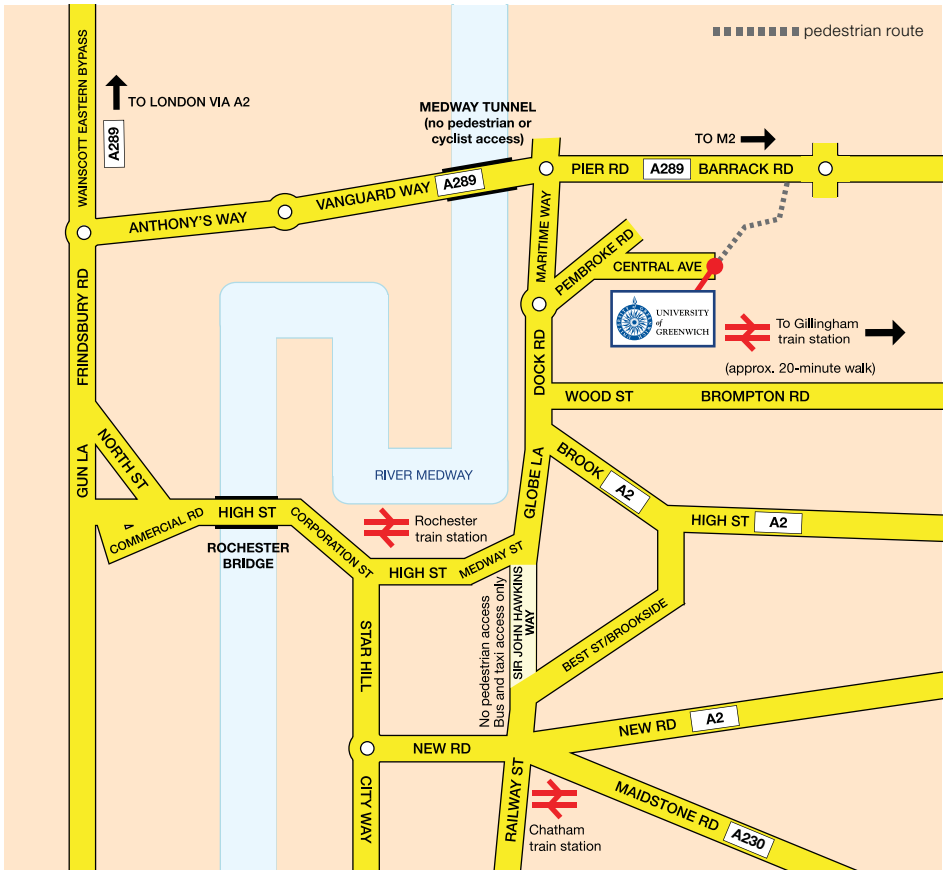 pedestrian route
WAINSCOTT EASTERN BYPASS
TO LONDON VIA A2
A289
MEDWAY TUNNEL
(no pedestrian or
cyclist access)
TO M2
PIER RD
A289
BARRACK RD
VANGUARD WAY
A289
ANTHONY'S WAY
MARITIME WAY
PEMBROKE RD
CENTRAL AVE
FRINDSBURY RD
UNIVERSITY
of
GREENWICH
To Gillingham
train station
(approx. 20-minute walk)
DOCK RD
WOOD ST
BROMPTON RD
NORTH ST
GUN LA
RIVER MEDWAY
GLOBE LA
BROOK
A2
HIGH ST
A2
COMMERCIAL RD
HIGH ST
CORPORATION ST
ROCHESTER
BRIDGE
Rochester
train station
HIGH ST
MEDWAY ST
No pedestrian access
Bus and taxi access only
SIR JOHN HAWKINS
WAY
STAR HILL
BEST ST/BROOKSIDE
NEW RD
NEW RD
A2
CITY WAY
RAILWAY ST
MAIDSTONE RD
A230
Chatham
train station